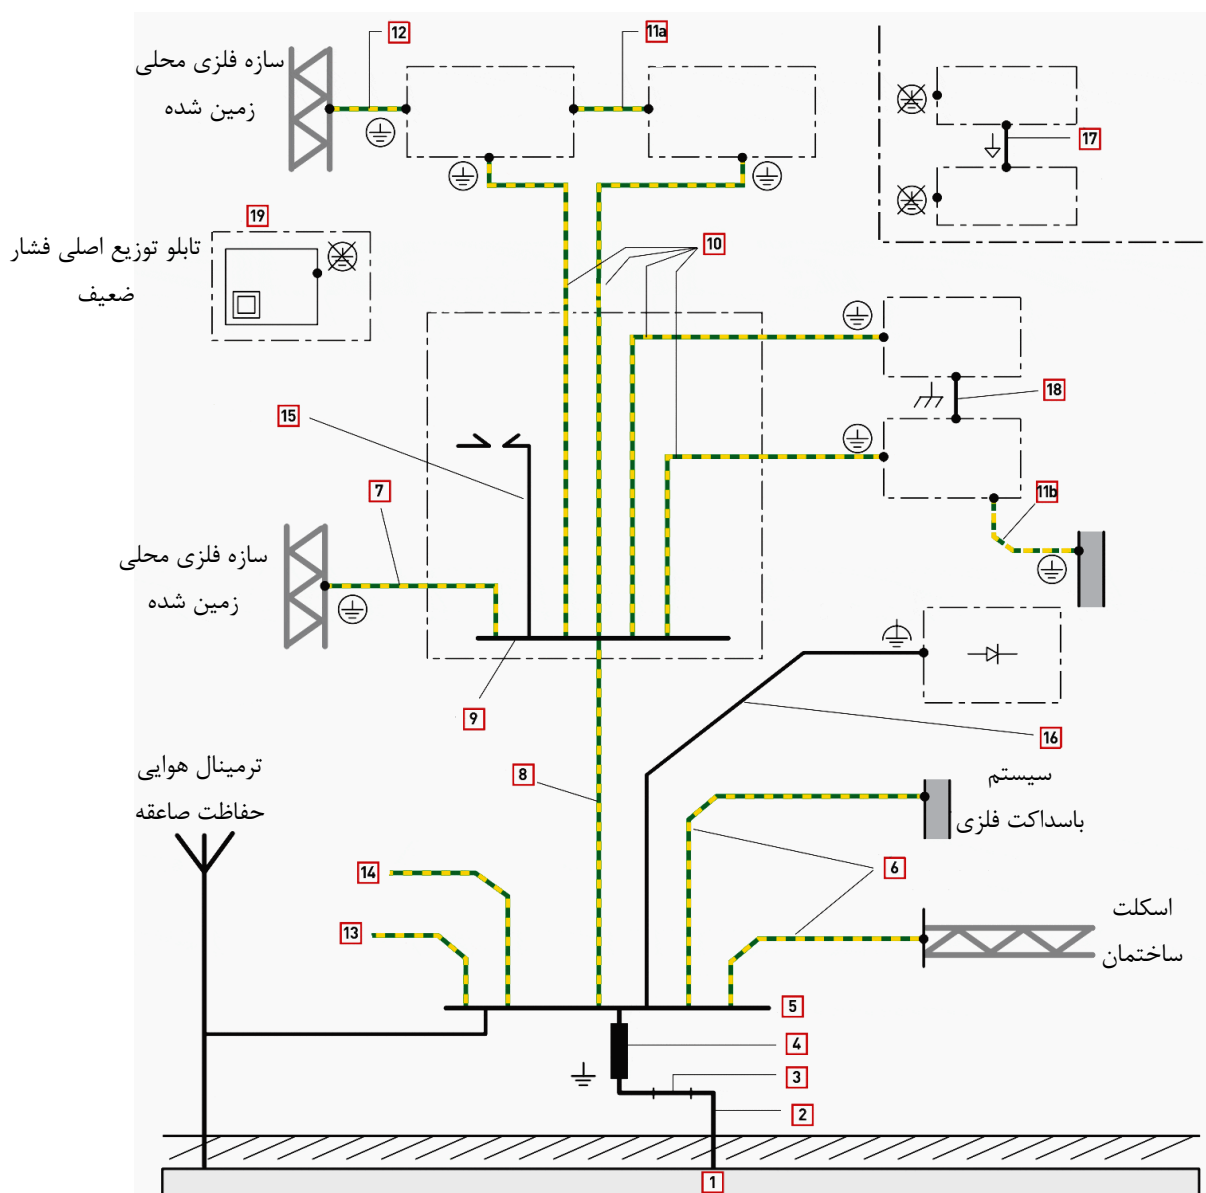 12
11a
سازه فلزی محلی
زمین شده
17
19
تابلو توزیع اصلی فشار
ضعیف
10
18
15
7
11b
سازه فلزی محلی
زمین شده
9
16
8
ترمینال هوایی
حفاظت صاعقه
سیستم
باسداکت فلزی
14
6
13
اسکلت
ساختمان
5
4
3
2
1